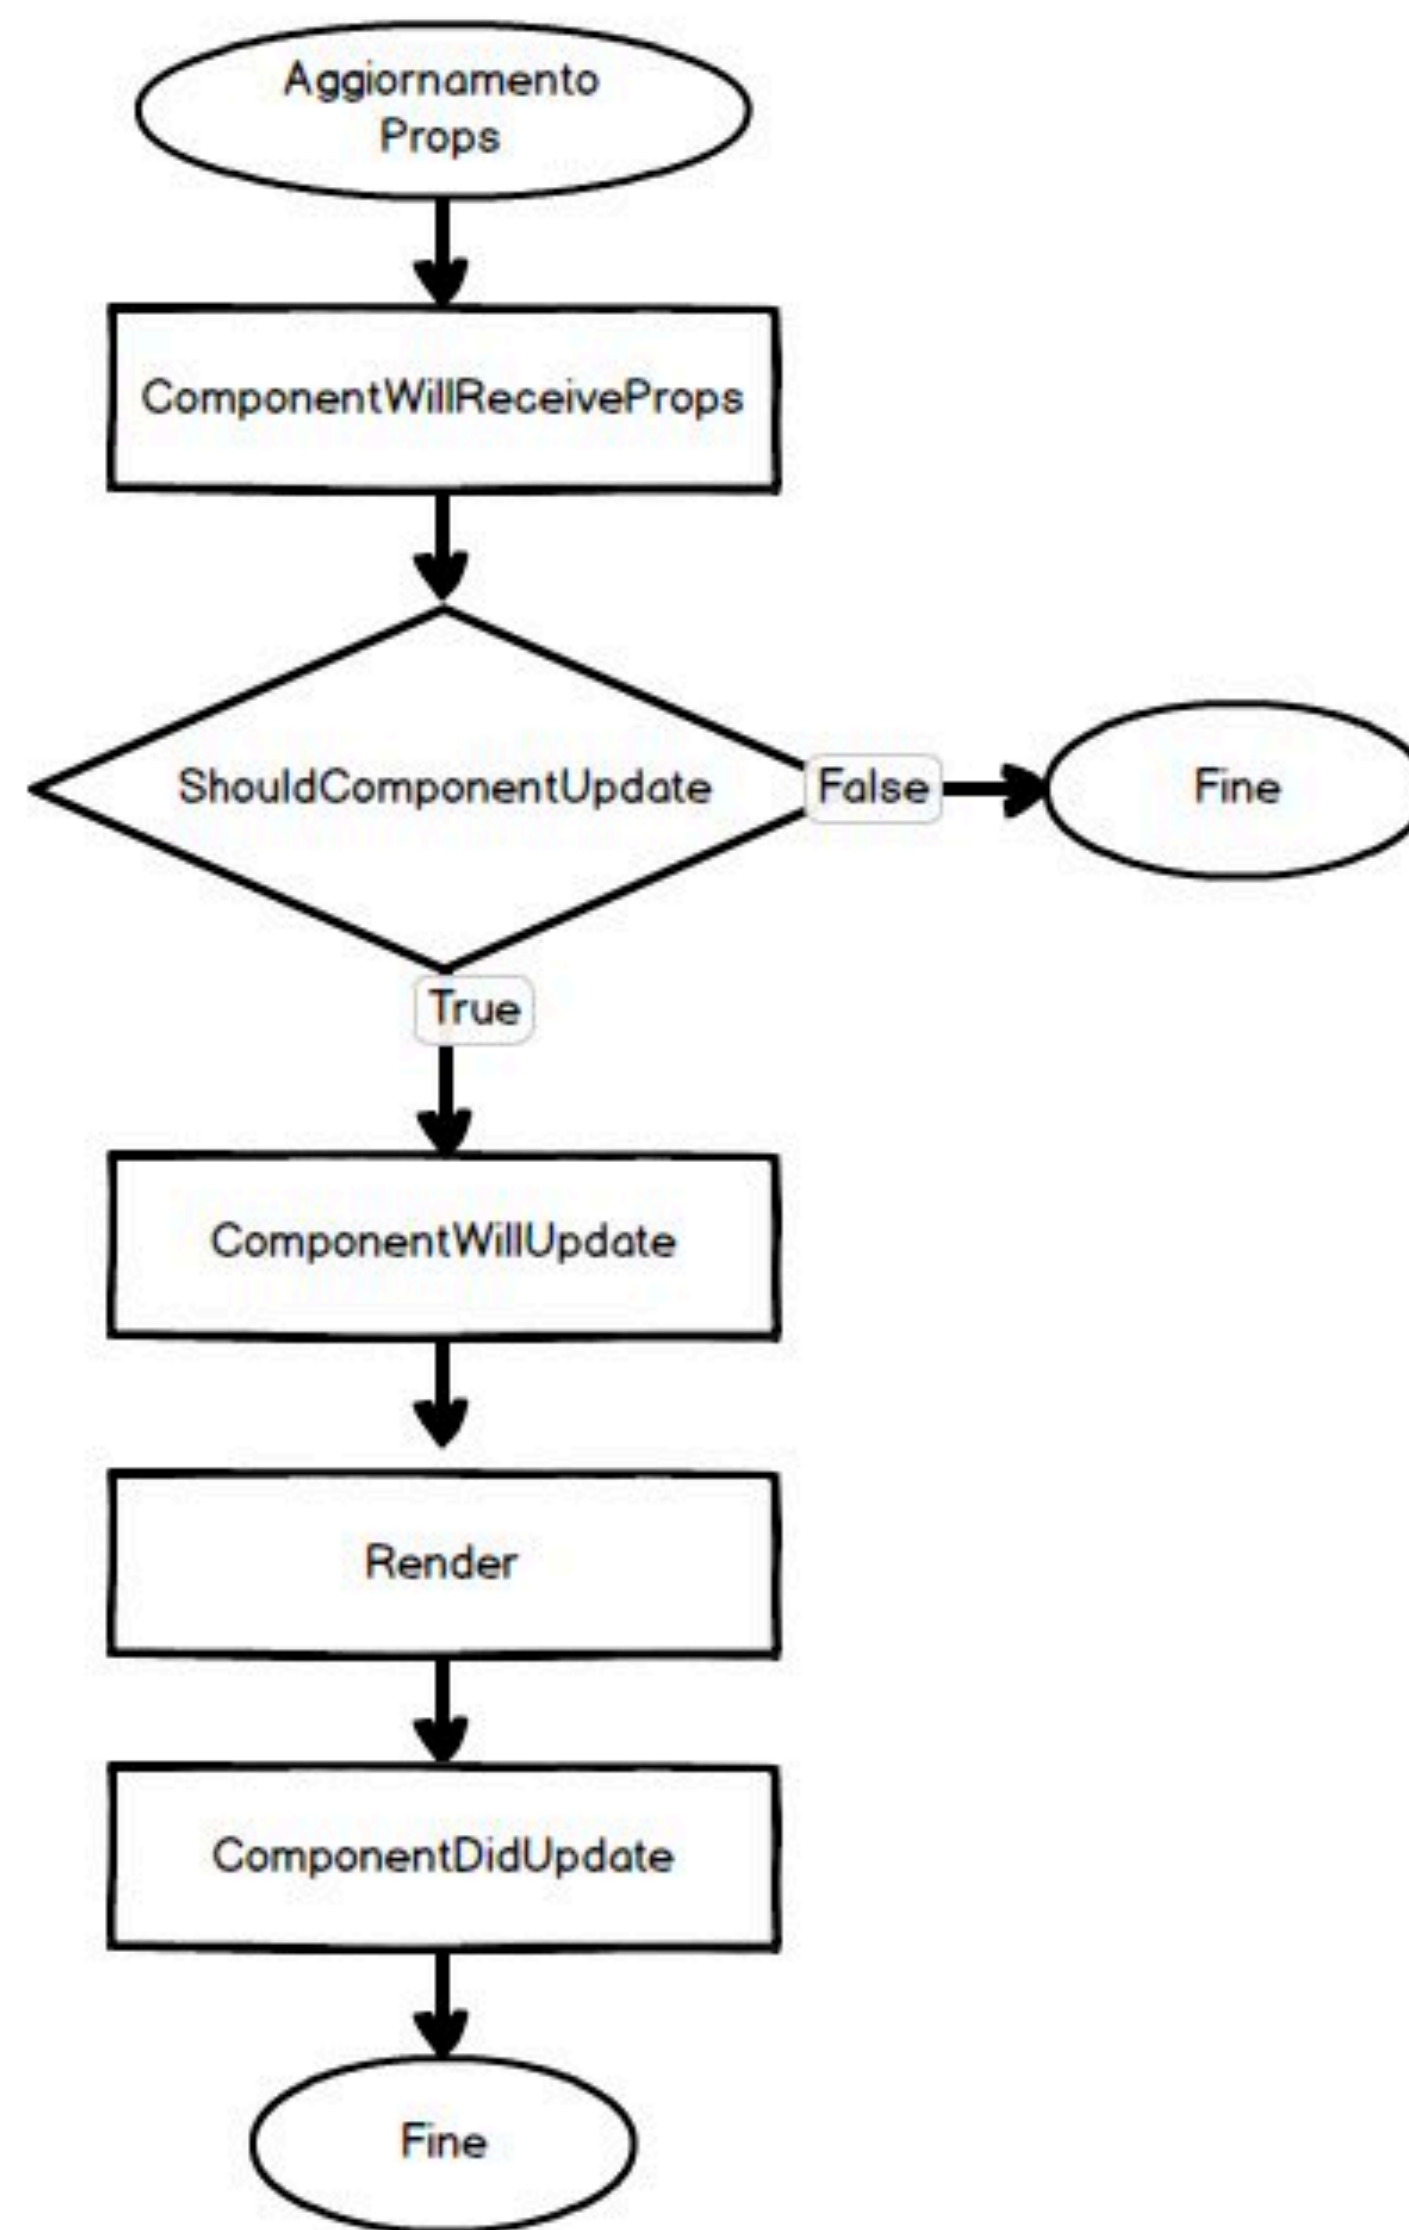 Aggiornamento
Props
ComponentWillReceiveProps
ShouldComponentUpdate
False
Fine
True
ComponentWillUpdate
Render
ComponentDidUpdate
Fine